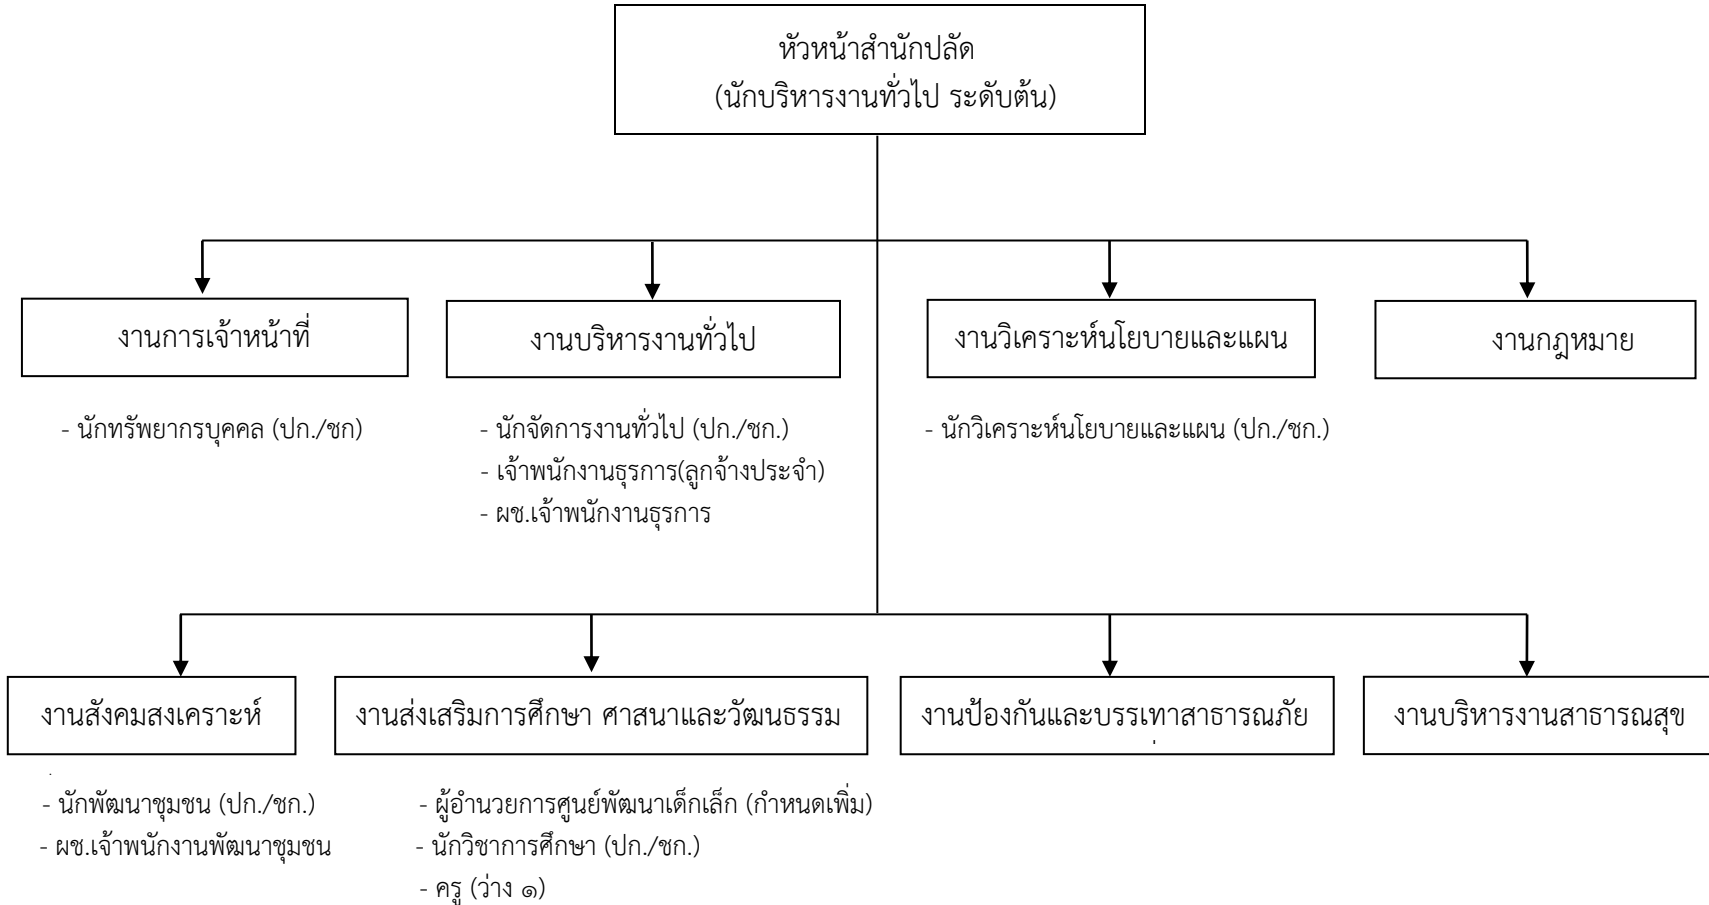 หัวหน้าสำนักปลัด
(นักบริหารงานทั่วไป ระดับต้น)
งานการเจ้าหน้าที่
งานบริหารงานทั่วไป
งานวิเคราะห์นโยบายและแผน
งานกฎหมาย
- นักทรัพยากรบุคคล (ปก./ชก)
- นักจัดการงานทั่วไป (ปก./ชก.)
- เจ้าพนักงานธุรการ(ลูกจ้างประจำ)
- ผช.เจ้าพนักงานธุรการ
- นักวิเคราะห์นโยบายและแผน (ปก./ชก.)
งานสังคมสงเคราะห์
งานส่งเสริมการศึกษา ศาสนาและวัฒนธรรม
งานป้องกันและบรรเทาสาธารณภัย
งานบริหารงานสาธารณสุข
- นักพัฒนาชุมชน (ปก./ชก.)
- ผช.เจ้าพนักงานพัฒนาชุมชน
- ผู้อำนวยการศูนย์พัฒนาเด็กเล็ก (กำหนดเพิ่ม)
- นักวิชาการศึกษา (ปก./ชก.)
- ครู (ว่าง ๑)